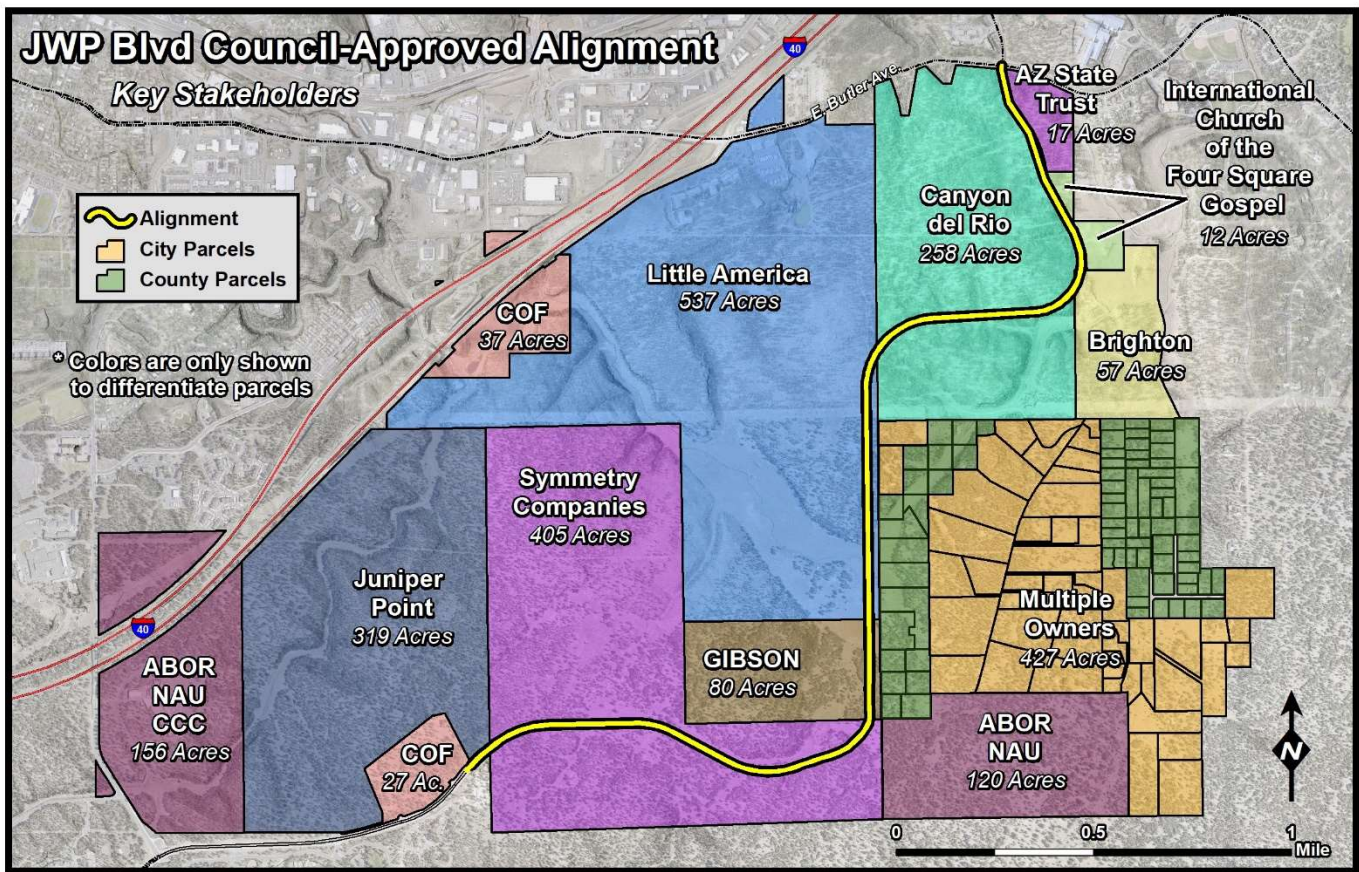 JWP Blvd Council-Approved Alignment
Key Stakeholders
40
E. Butler Ave.
AZ State
Trust
17 Acres
International
Church
of the
Four Square
Gospel
12 Acres
Alignment
City Parcels
County Parcels
* Colors are only shown
to differentiate parcels
Canyon
del Rio
258 Acres
Little America
537 Acres
COF
37 Acres
Brighton
57 Acres
Symmetry
Companies
405 Acres
Juniper
Point
319 Acres
Multiple
Owners
427 Acres
40
ABOR
NAU
CCC
156 Acres
GIBSON
80 Acres
COF
27 Ac.
ABOR
NAU
120 Acres
N
0 0.5 1
Mile